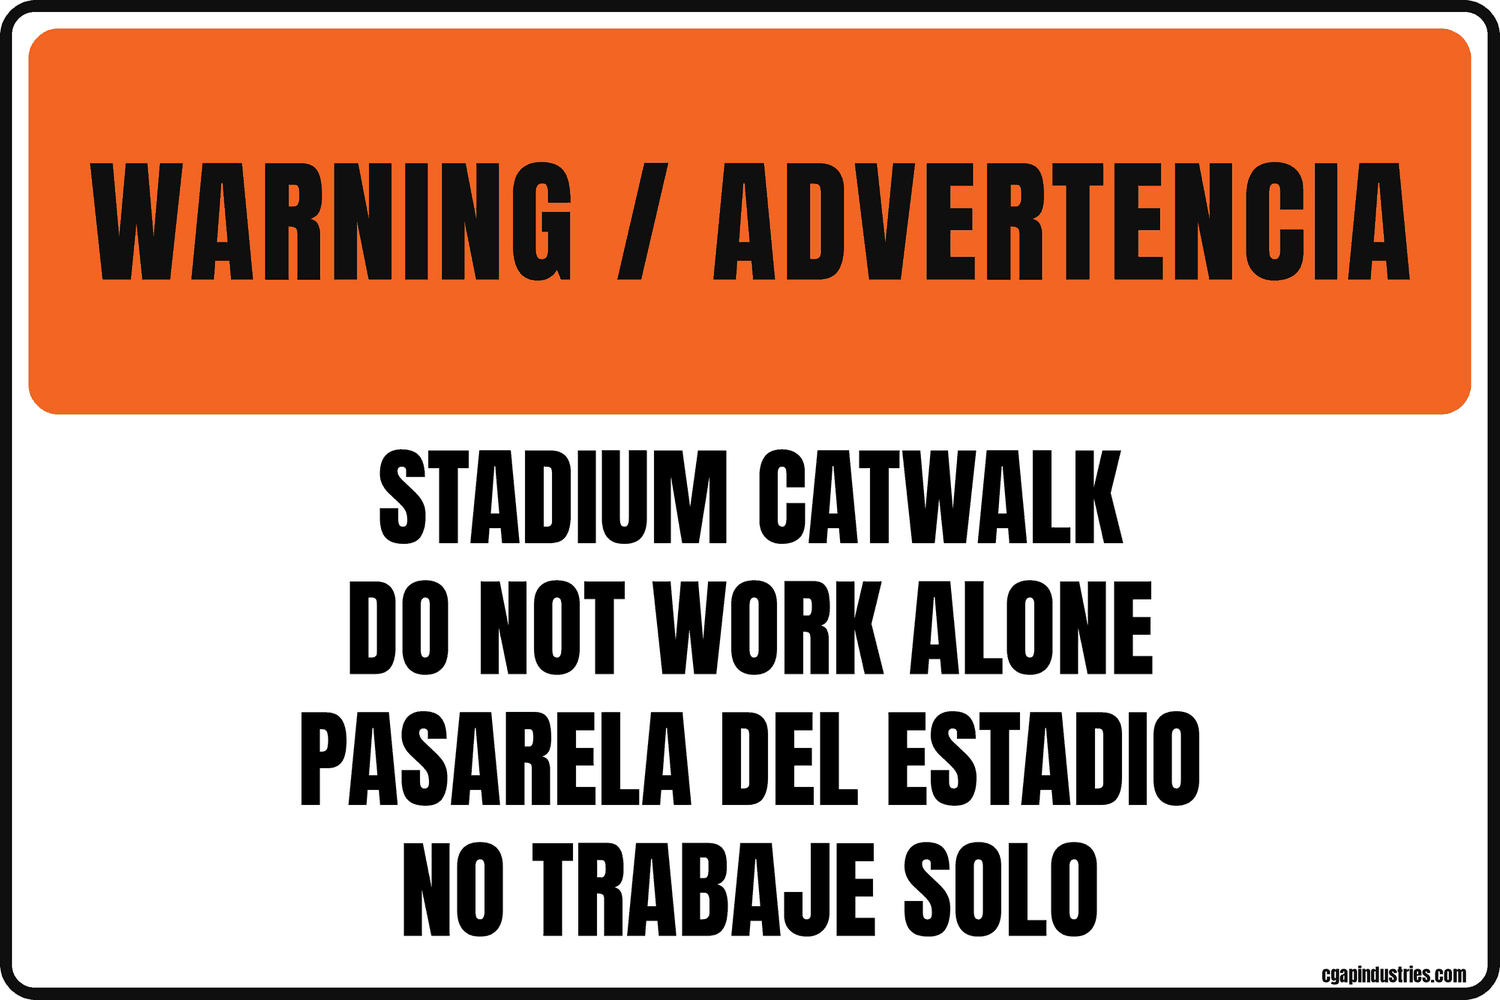 WARNING / ADVERTENCIA
STADIUM CATWALK
DO NOT WORK ALONE
PASARELA DEL ESTADIO
NO TRABAJE SOLO
cgapindustries.com